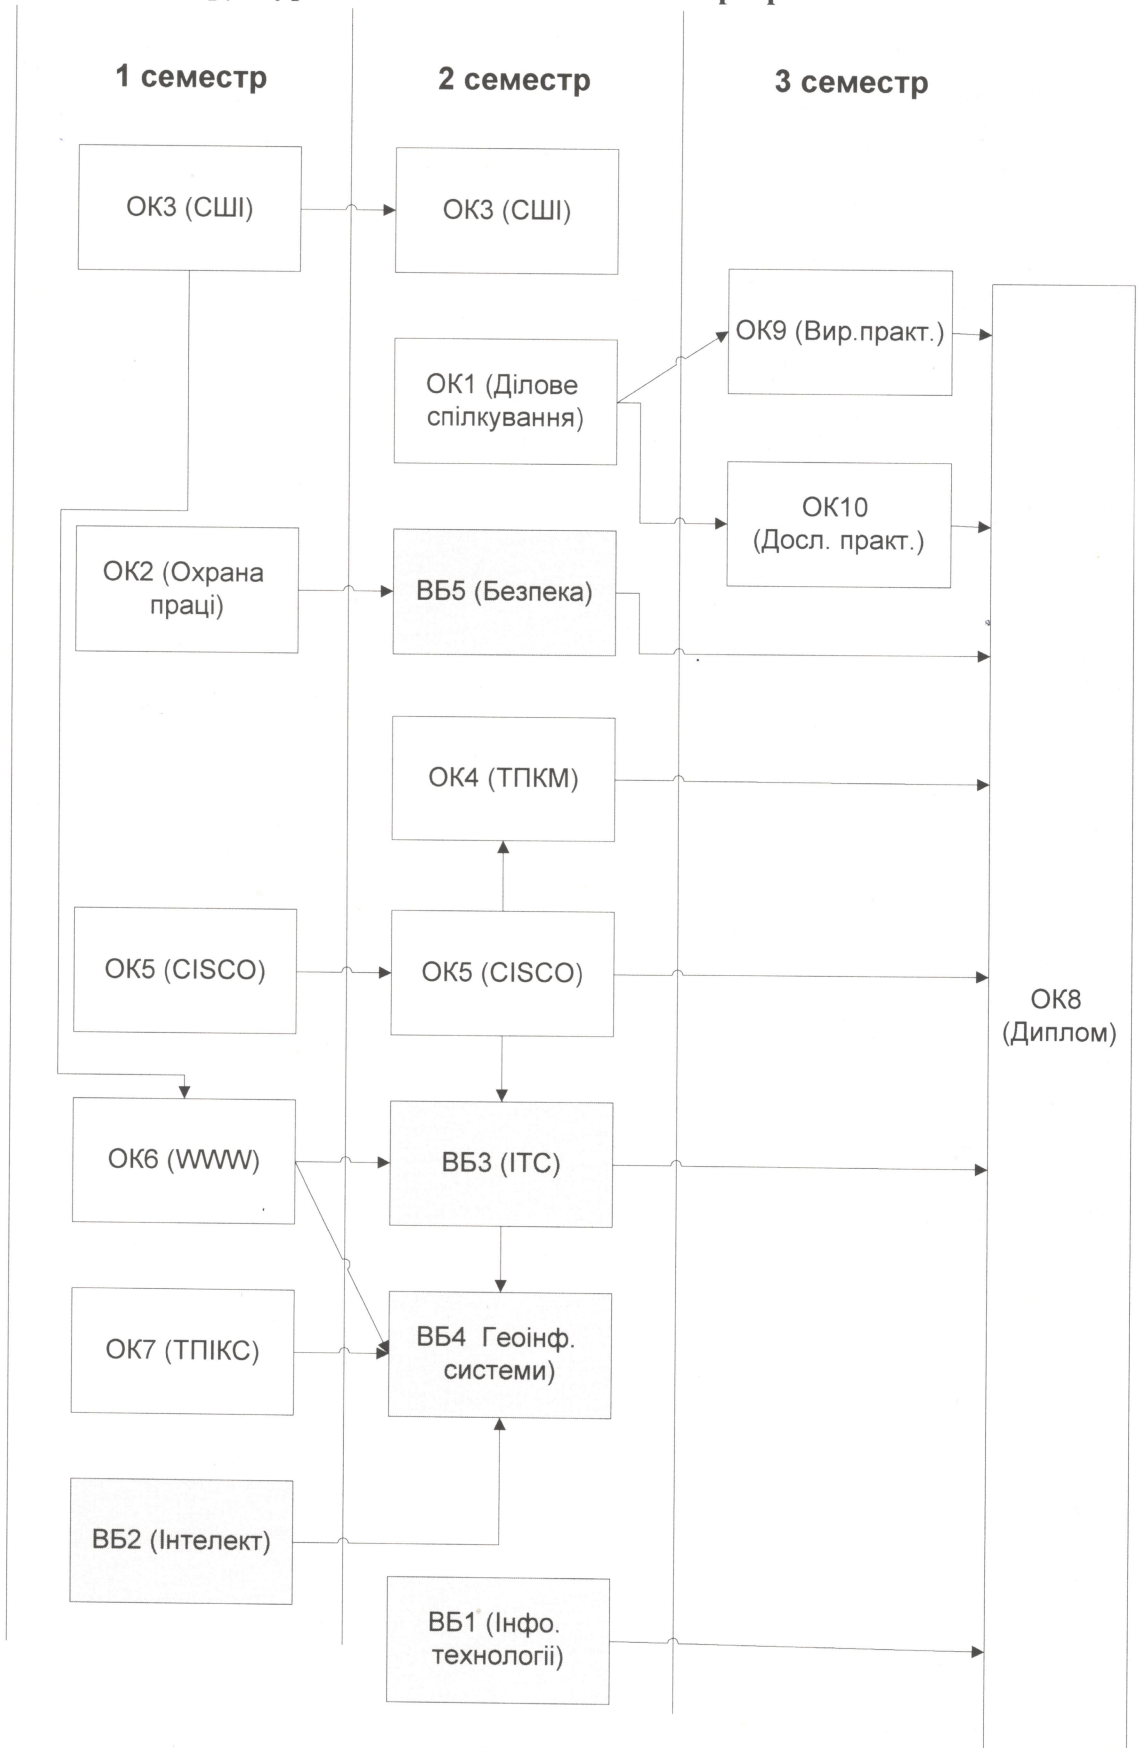 1 семестр
2 семестр
3 семестр
ОК3 (СШІ)
ОК3 (СШІ)
ОК9 (Вир.практ.)
ОК1 (Ділове
спілкування)
ОК10
(Досл. практ.)
ОК2 (Охрана
праці)
ВБ5 (Безпека)
ОК4 (ТПКМ)
ОК5 (CISCO)
ОК5 (CISCO)
ОК8
(Диплом)
ОК6 (WWW)
ВБ3 (ІТС)
ОК7 (ТПІКС)
ВБ4 Геоінф.
системи)
ВБ2 (Інтелект)
ВБ1 (Інфо.
технологіі)